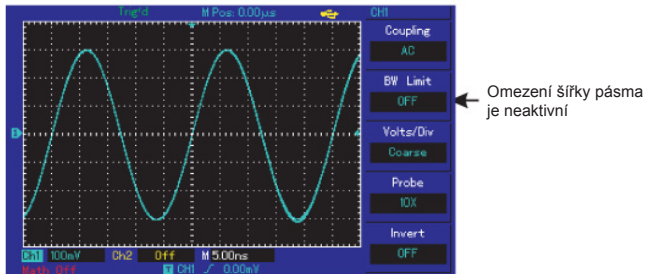 Trig'd M Pos: 0.00μs CH1
Coupling
AC
BW Limit
OFF
Volts/Div
Coarse
Probe
10X
Invert
OFF
Omezení šířky pásma
je neaktivní
1
Ch1 100mV Ch2 Off M 5.00ns
Math Off T CH1 0.00mV